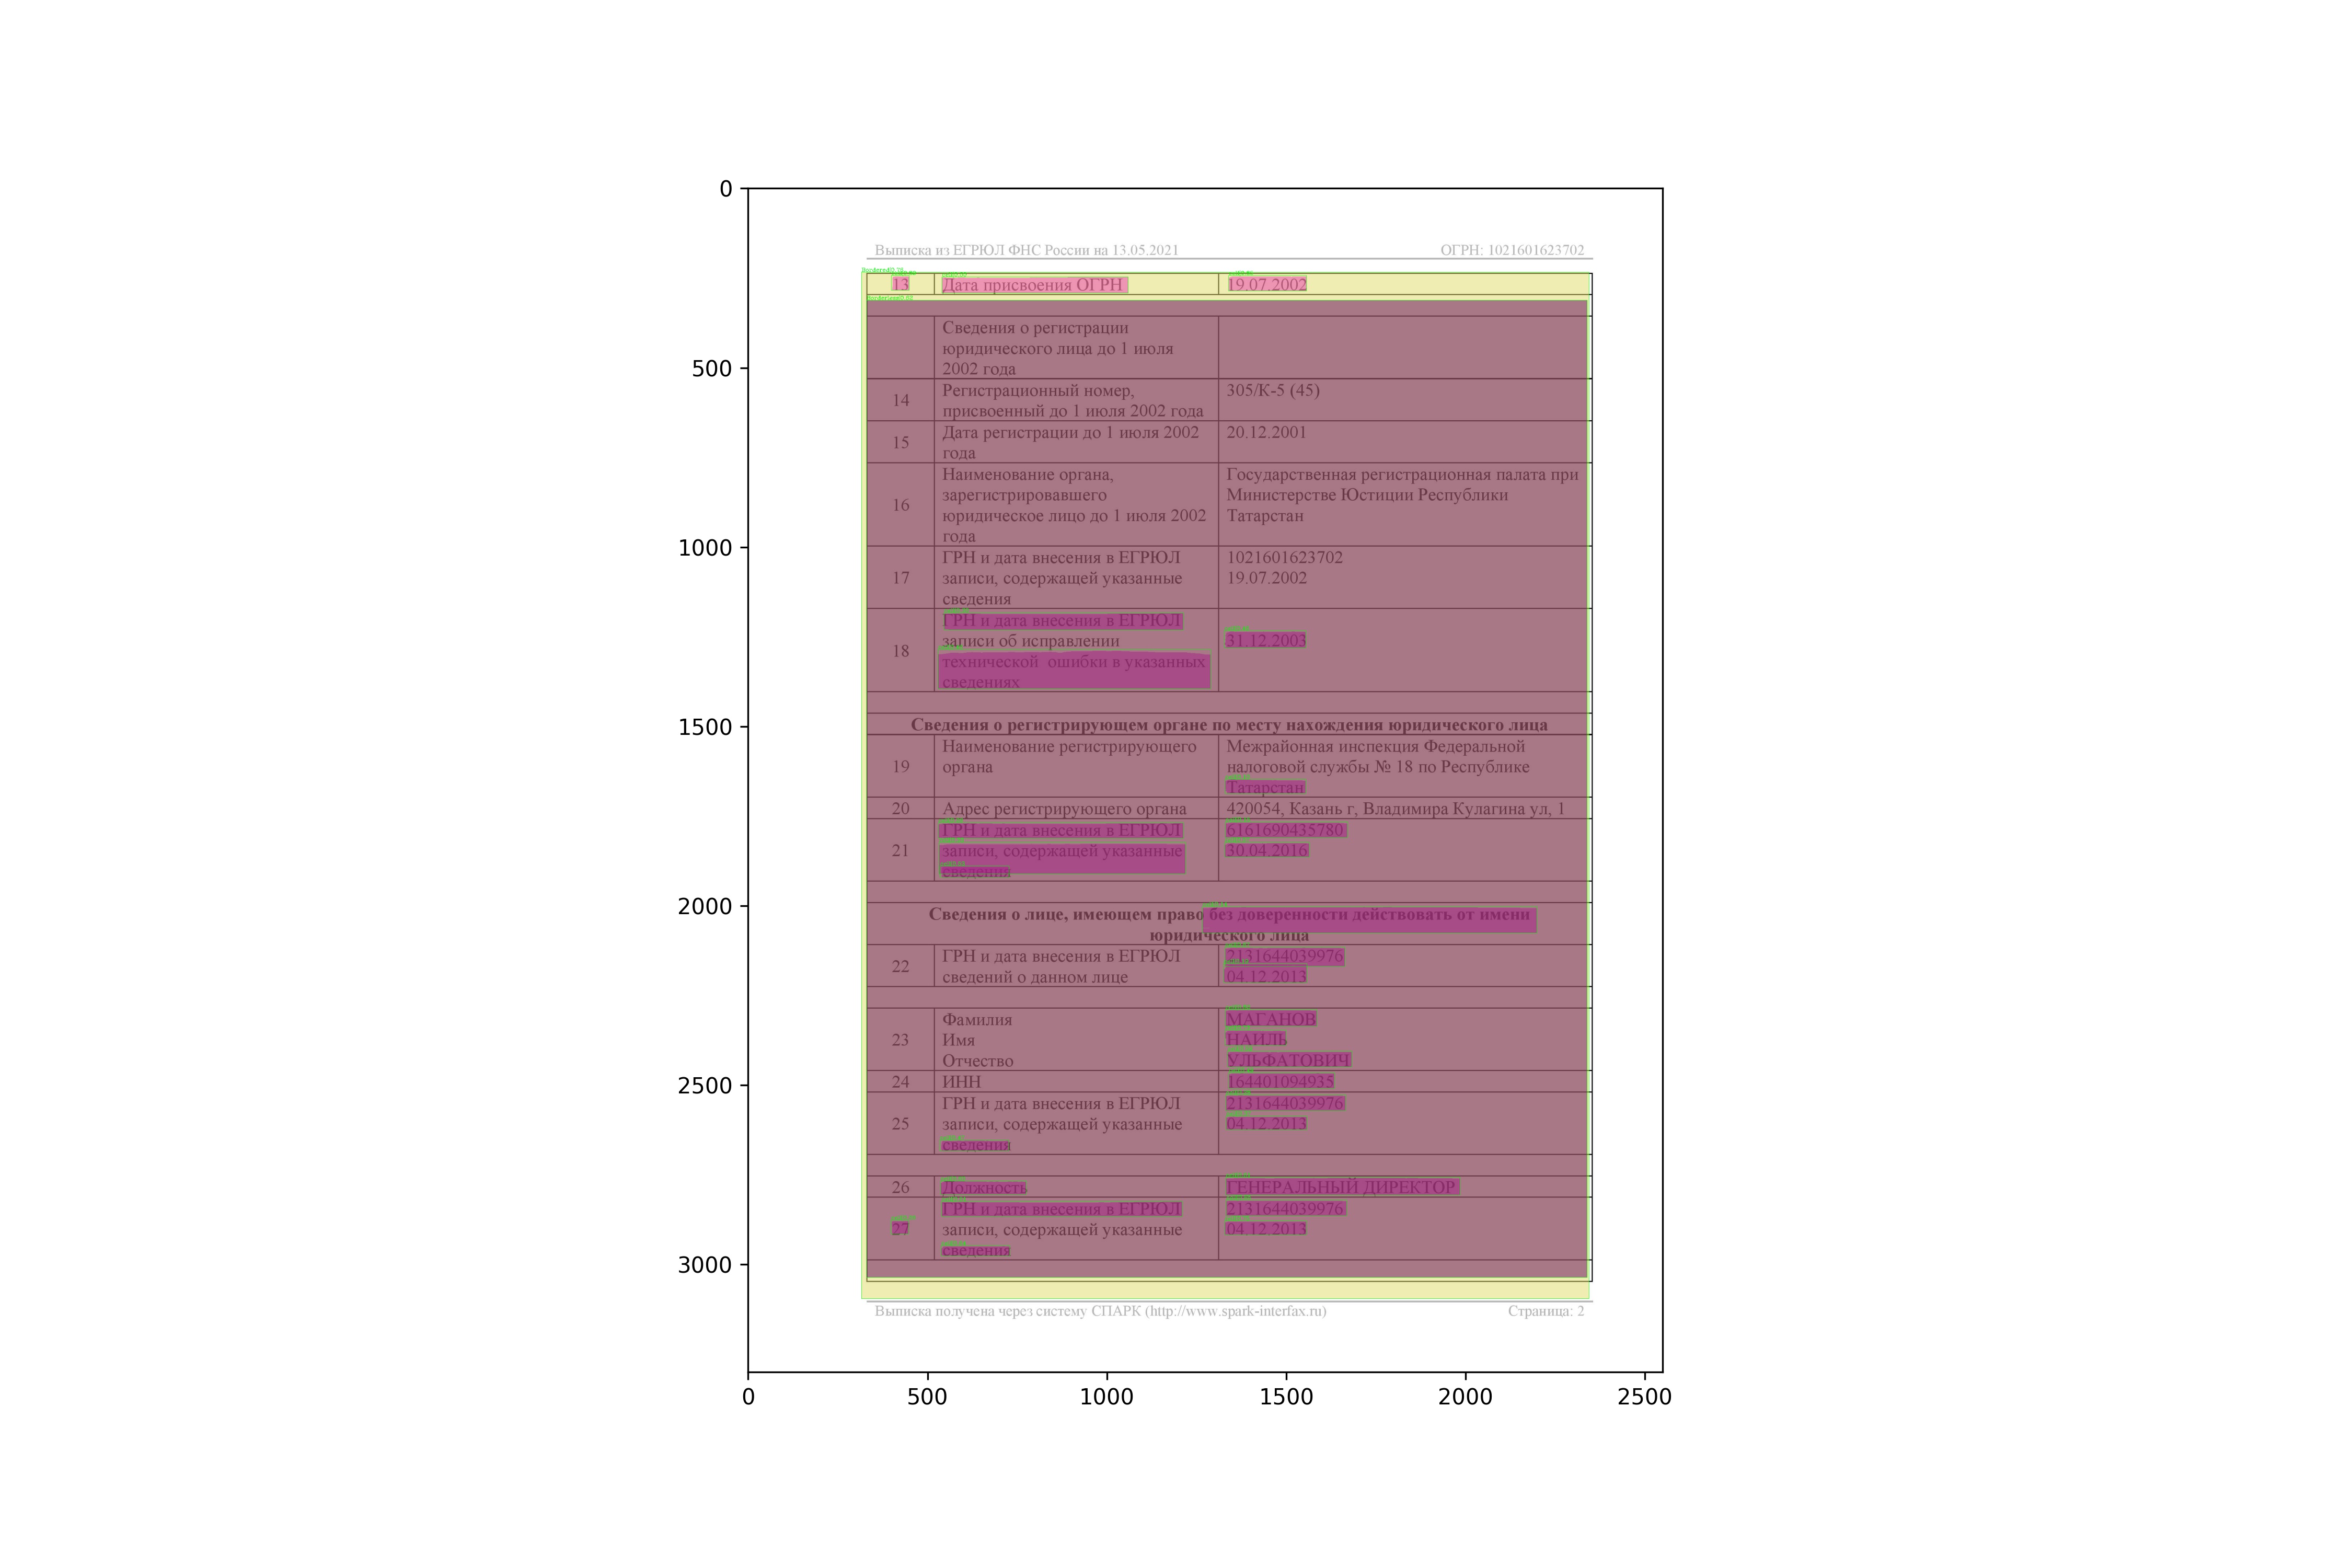 Выписка из ЕГРЮЛ ФНС России на 13.05.2021 ОГРН: 1021601623702
13 Дата присвоения ОГРН 19.07.2002
Сведения о регистрации
юридического лица до 1 июля
2002 года
14 Регистрационный номер, 305/К-5 (45)
присвоенный до 1 июля 2002 года
15 Дата регистрации до 1 июля 2002 20.12.2001
года
16 Наименование органа, Государственная регистрационная палата при
зарегистрировавшего Министерстве Юстиции Республики
юридическое лицо до 1 июля 2002 Татарстан
года
17 ГРН и дата внесения в ЕГРЮЛ 1021601623702
записи, содержащей указанные 19.07.2002
сведения
18 ГРН и дата внесения в ЕГРЮЛ
записи об исправлении 31.12.2003
технической ошибки в указанных
сведениях
Сведения о регистрирующем органе по месту нахождения юридического лица
19 Наименование регистрирующего Межрайонная инспекция Федеральной
органа налоговой службы № 18 по Республике
Татарстан
20 Адрес регистрирующего органа 420054, Казань г, Владимира Кулагина ул, 1
21 ГРН и дата внесения в ЕГРЮЛ 6161690435780
записи, содержащей указанные 30.04.2016
сведения
Сведения о лице, имеющем право без доверенности действовать от имени
юридического лица
22 ГРН и дата внесения в ЕГРЮЛ 2131644039976
сведений о данном лице 04.12.2013
23 Фамилия МАГАНОВ
Имя НАИЛЬ
Отчество УЛЬФАТОВИЧ
24 ИНН 164401094935
25 ГРН и дата внесения в ЕГРЮЛ 2131644039976
записи, содержащей указанные 04.12.2013
сведения
26 Должность ГЕНЕРАЛЬНЫЙ ДИРЕКТОР
27 ГРН и дата внесения в ЕГРЮЛ 2131644039976
записи, содержащей указанные 04.12.2013
сведения
Выписка получена через систему СПАРК (http://www.spark-interfax.ru) Страница: 2
0
500
1000
1500
2000
2500
3000
0 500 1000 1500 2000 2500